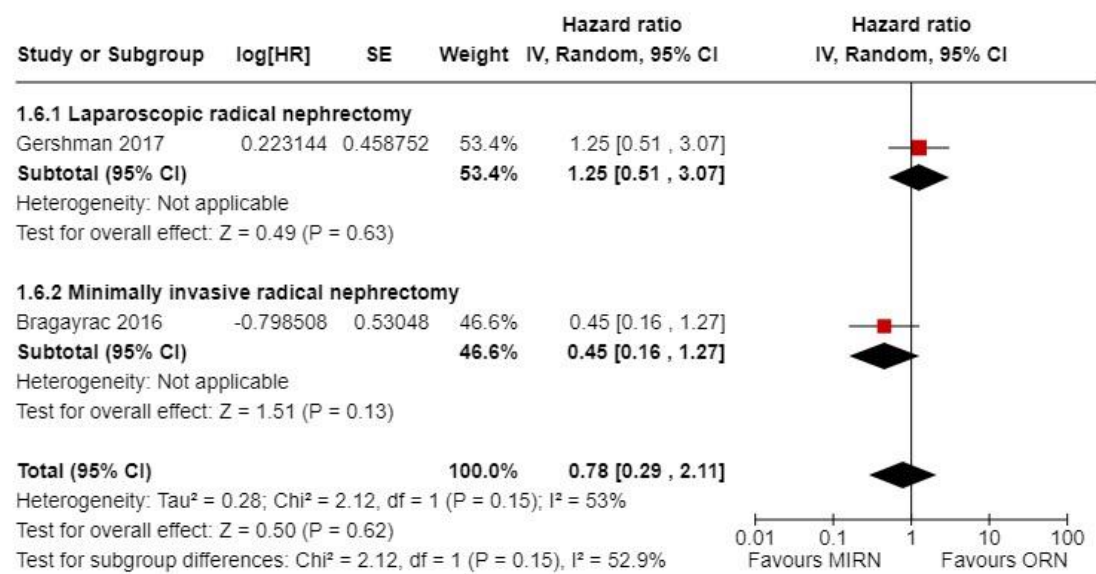 Hazard ratio Hazard ratio
Study or Subgroup log[HR] SE Weight IV, Random, 95% CI IV, Random, 95% CI
1.6.1 Laparoscopic radical nephrectomy
Gershman 2017 0.223144 0.458752 53.4% 1.25 [0.51 , 3.07]
Subtotal (95% CI) 53.4% 1.25 [0.51 , 3.07]
Heterogeneity: Not applicable
Test for overall effect: Z = 0.49 (P = 0.63)
1.6.2 Minimally invasive radical nephrectomy
Bragayrac 2016 -0.798508 0.53048 46.6% 0.45 [0.16 , 1.27]
Subtotal (95% CI) 46.6% 0.45 [0.16 , 1.27]
Heterogeneity: Not applicable
Test for overall effect: Z = 1.51 (P = 0.13)
Total (95% CI) 100.0% 0.78 [0.29 , 2.11]
Heterogeneity: Tau² = 0.28; Chi² = 2.12, df = 1 (P = 0.15); I² = 53%
Test for overall effect: Z = 0.50 (P = 0.62)
Test for subgroup differences: Chi² = 2.12, df = 1 (P = 0.15), I² = 52.9%
0.01 0.1 1 10 100
Favours MIRN Favours ORN